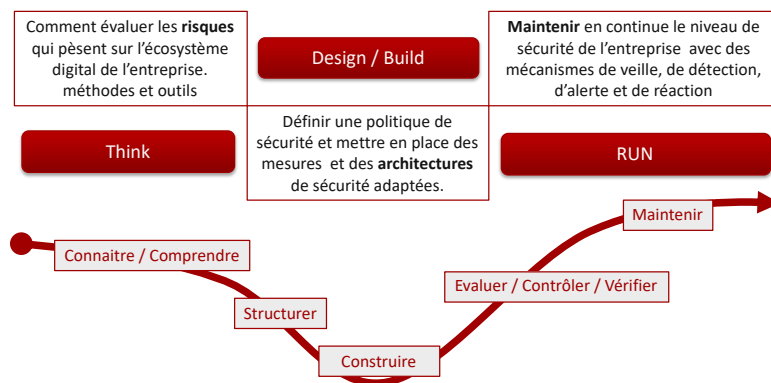 Comment évaluer les risques
qui pèsent sur l'écosystème
digital de l'entreprise.
méthodes et outils
Think
Design / Build
Définir une politique de
sécurité et mettre en place des
mesures et des architectures
de sécurité adaptées.
Maintenir en continue le niveau de
sécurité de l'entreprise avec des
mécanismes de veille, de détection,
d'alerte et de réaction
RUN
Connaitre / Comprendre
Structurer
Construire
Evaluer / Contrôler / Vérifier
Maintenir